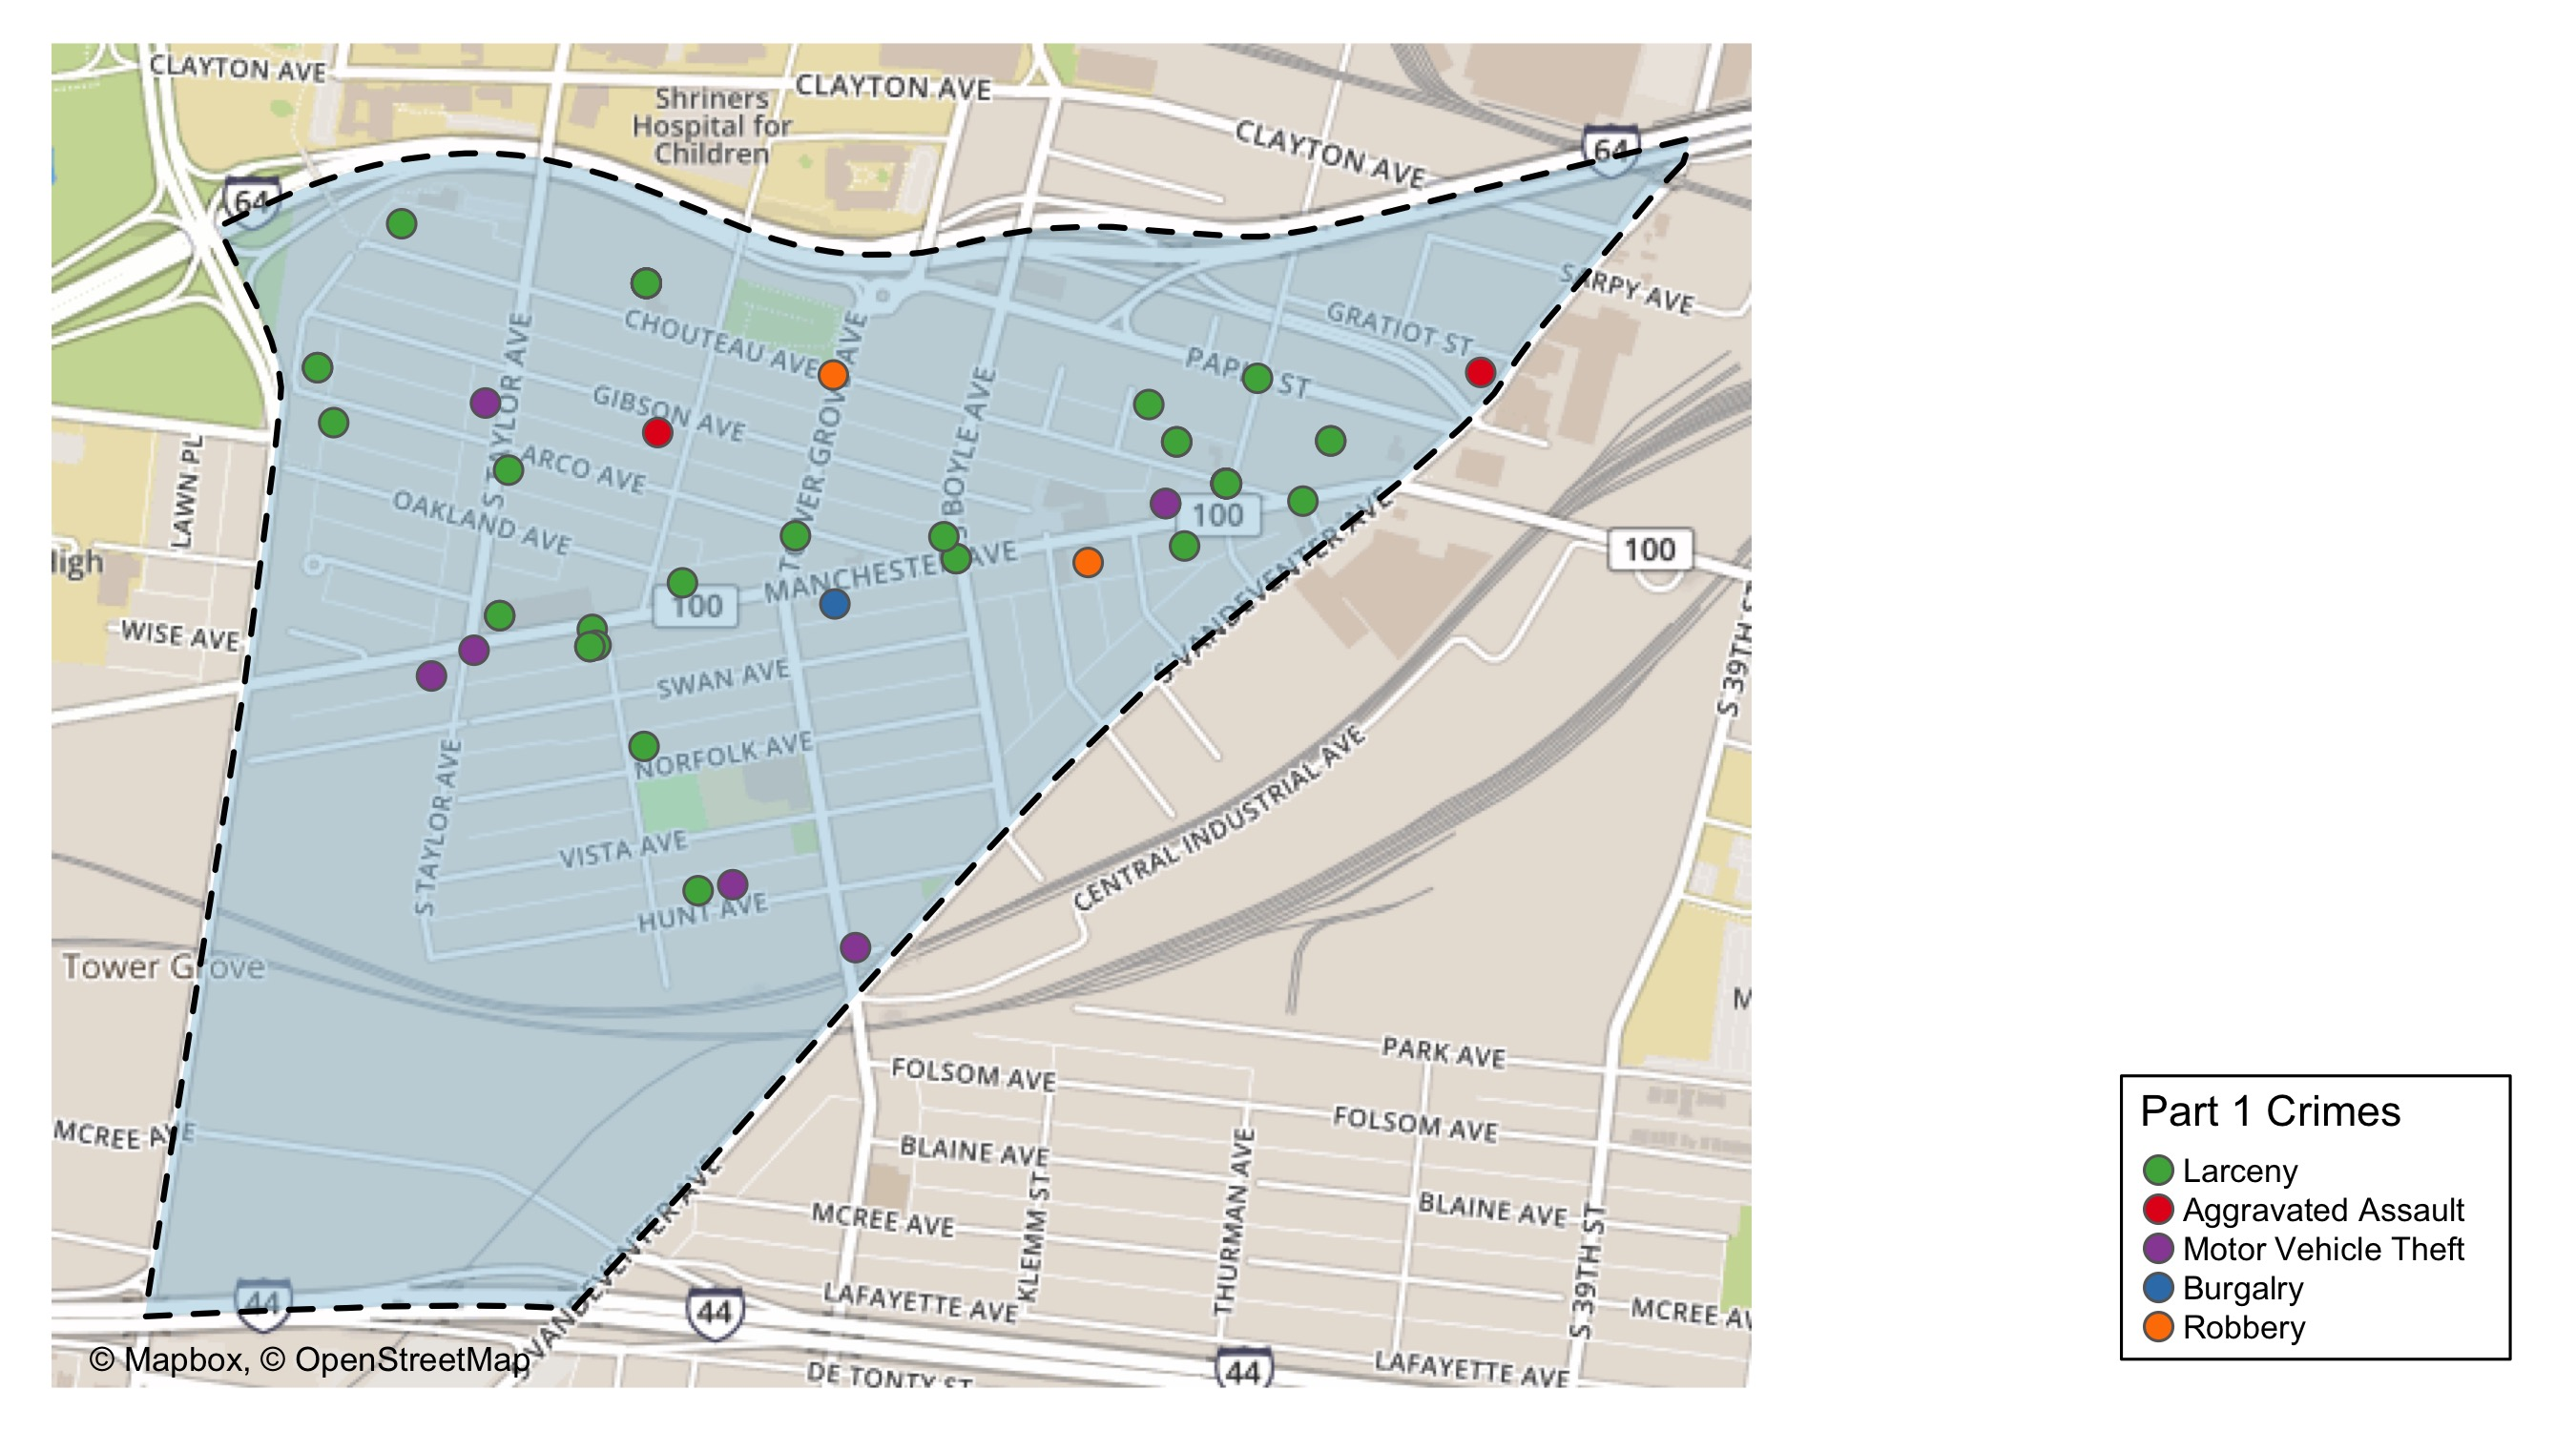 CLAYTON AVE
CLAYTON AVE
Shriners
Hospital for
Children
CLAYTON AVE
64
64
SARPY AVE
GRATIOT ST
CHOUTEAU AVE
PAPIN ST
GIBSON AVE
S TAYLOR AVE
TOWER GROVE AVE
S BOYLE AVE
ARCO AVE
LAWN PL
OAKLAND AVE
100
100
MANCHESTER AVE
100
WISE AVE
S VANDEVENTER AVE
SWAN AVE
S 39TH ST
NORFOLK AVE
S TAYLOR AVE
VISTA AVE
CENTRAL INDUSTRIAL AVE
HUNT AVE
Tower Grove
M
PARK AVE
FOLSOM AVE
FOLSOM AVE
MCREE AVE
BLAINE AVE
KLEMM ST
THURMAN AVE
BLAINE AVE
MCREE AVE
S 39TH ST
S VANDEVENTER AVE
44
44
LAFAYETTE AVE
MCREE AV
44
LAFAYETTE AVE
DE TONTY ST
© Mapbox, © OpenStreetMap
Part 1 Crimes
Larceny
Aggravated Assault
Motor Vehicle Theft
Burgalry
Robbery